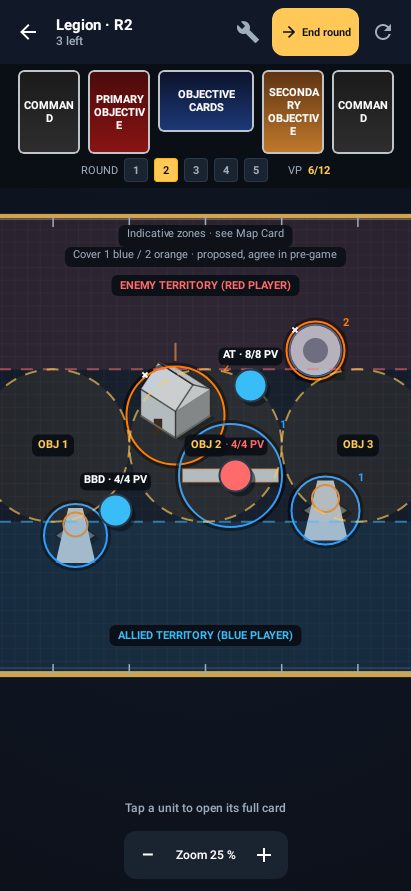 Legion · R2
3 left
End round
COMMAN
D
PRIMARY
OBJECTIV
E
OBJECTIVE
CARDS
SECONDA
RY
OBJECTIV
E
COMMAN
D
ROUND 1 2 3 4 5 VP 6/12
Indicative zones · see Map Card
Cover 1 blue / 2 orange · proposed, agree in pre-game
ENEMY TERRITORY (RED PLAYER)
2
AT · 8/8 PV
1
OBJ 1
OBJ 2 · 4/4 PV
OBJ 3
BBD · 4/4 PV
1
ALLIED TERRITORY (BLUE PLAYER)
Tap a unit to open its full card
− Zoom 25 % +